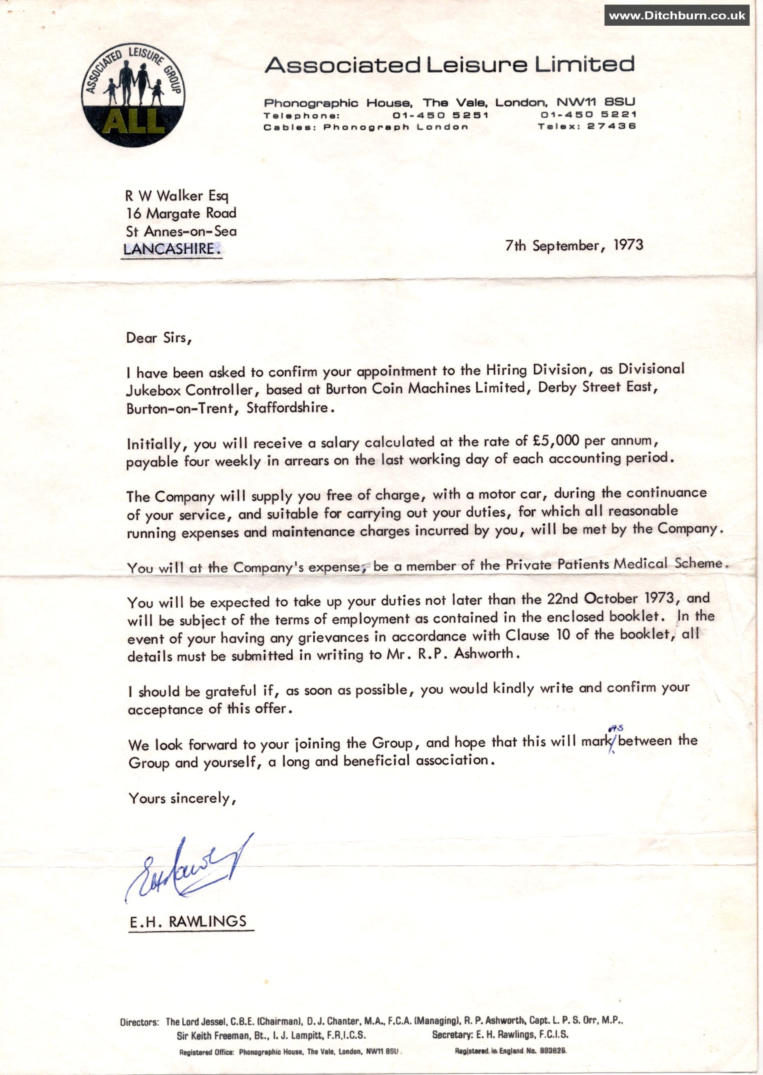 www.Ditchburn.co.uk
ASSOCIATED LEISURE GROUP
ALL
Associated Leisure Limited
Phonographic House, The Vale, London, NW11 8SU
Telephone: 01-450 5251 01-450 5221
Cables: Phonograph London Telex: 27436
R W Walker Esq
16 Margate Road
St Annes-on-Sea
LANCASHIRE.
7th September, 1973
Dear Sirs,
I have been asked to confirm your appointment to the Hiring Division, as Divisional
Jukebox Controller, based at Burton Coin Machines Limited, Derby Street East,
Burton-on-Trent, Staffordshire.
Initially, you will receive a salary calculated at the rate of £5,000 per annum,
payable four weekly in arrears on the last working day of each accounting period.
The Company will supply you free of charge, with a motor car, during the continuance
of your service, and suitable for carrying out your duties, for which all reasonable
running expenses and maintenance charges incurred by you, will be met by the Company.
You will at the Company's expense, be a member of the Private Patients Medical Scheme.
You will be expected to take up your duties not later than the 22nd October 1973, and
will be subject of the terms of employment as contained in the enclosed booklet. In the
event of your having any grievances in accordance with Clause 10 of the booklet, all
details must be submitted in writing to Mr. R.P. Ashworth.
I should be grateful if, as soon as possible, you would kindly write and confirm your
acceptance of this offer.
We look forward to your joining the Group, and hope that this will mark/between the
Group and yourself, a long and beneficial association.
Yours sincerely,
E.H. RAWLINGS
Directors: The Lord Jessel, C.B.E. (Chairman), D. J. Chanter, M.A., F.C.A. (Managing), R. P. Ashworth, Capt. L. P. S. Orr, M.P.,
Sir Keith Freeman, Bt., I. J. Lampitt, F.R.I.C.S. Secretary: E. H. Rawlings, F.C.I.S.
Registered Office: Phonographic House, The Vale, London, NW11 8SU. Registered in England No.